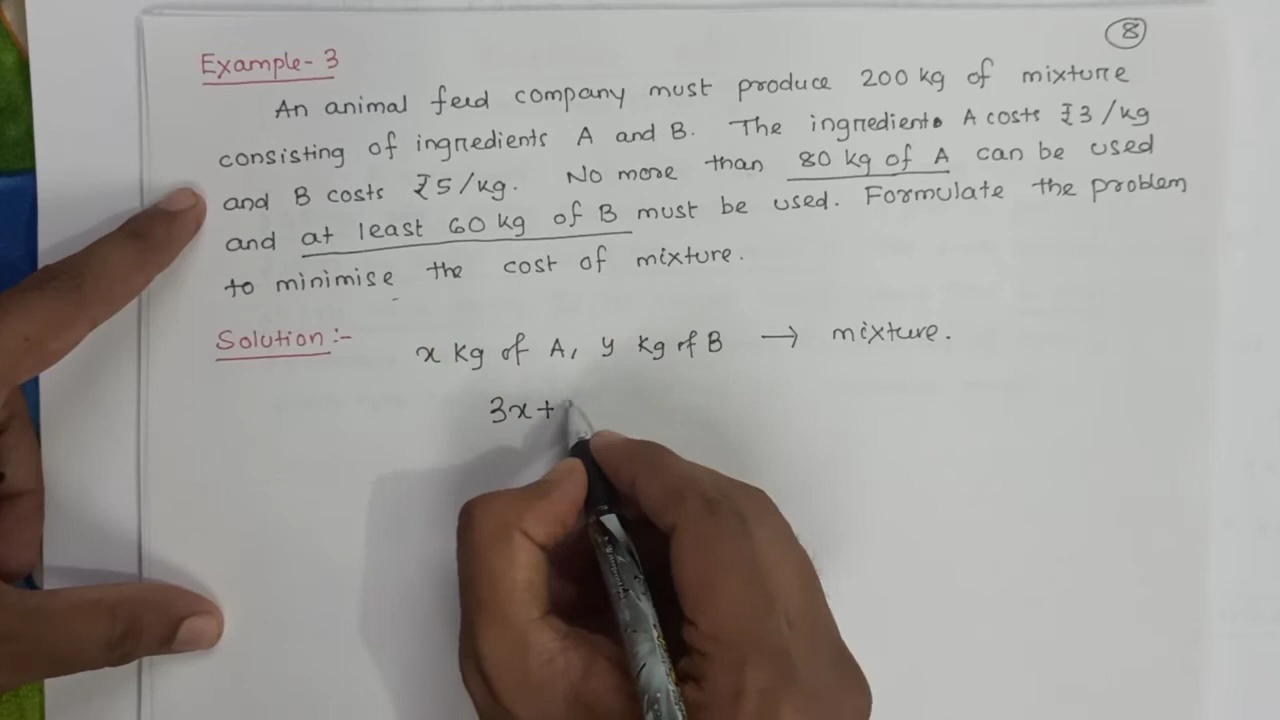 8
Example-3
An animal feed company must produce 200 kg of mixture
consisting of ingredients A and B. The ingredients A costs ₹3/kg
and B costs ₹5/kg. No more than 80 kg of A can be used
and at least 60 kg of B must be used. Formulate the problem
to minimise the cost of mixture.
Solution:-
x kg of A, y kg of B → mixture.
3x+